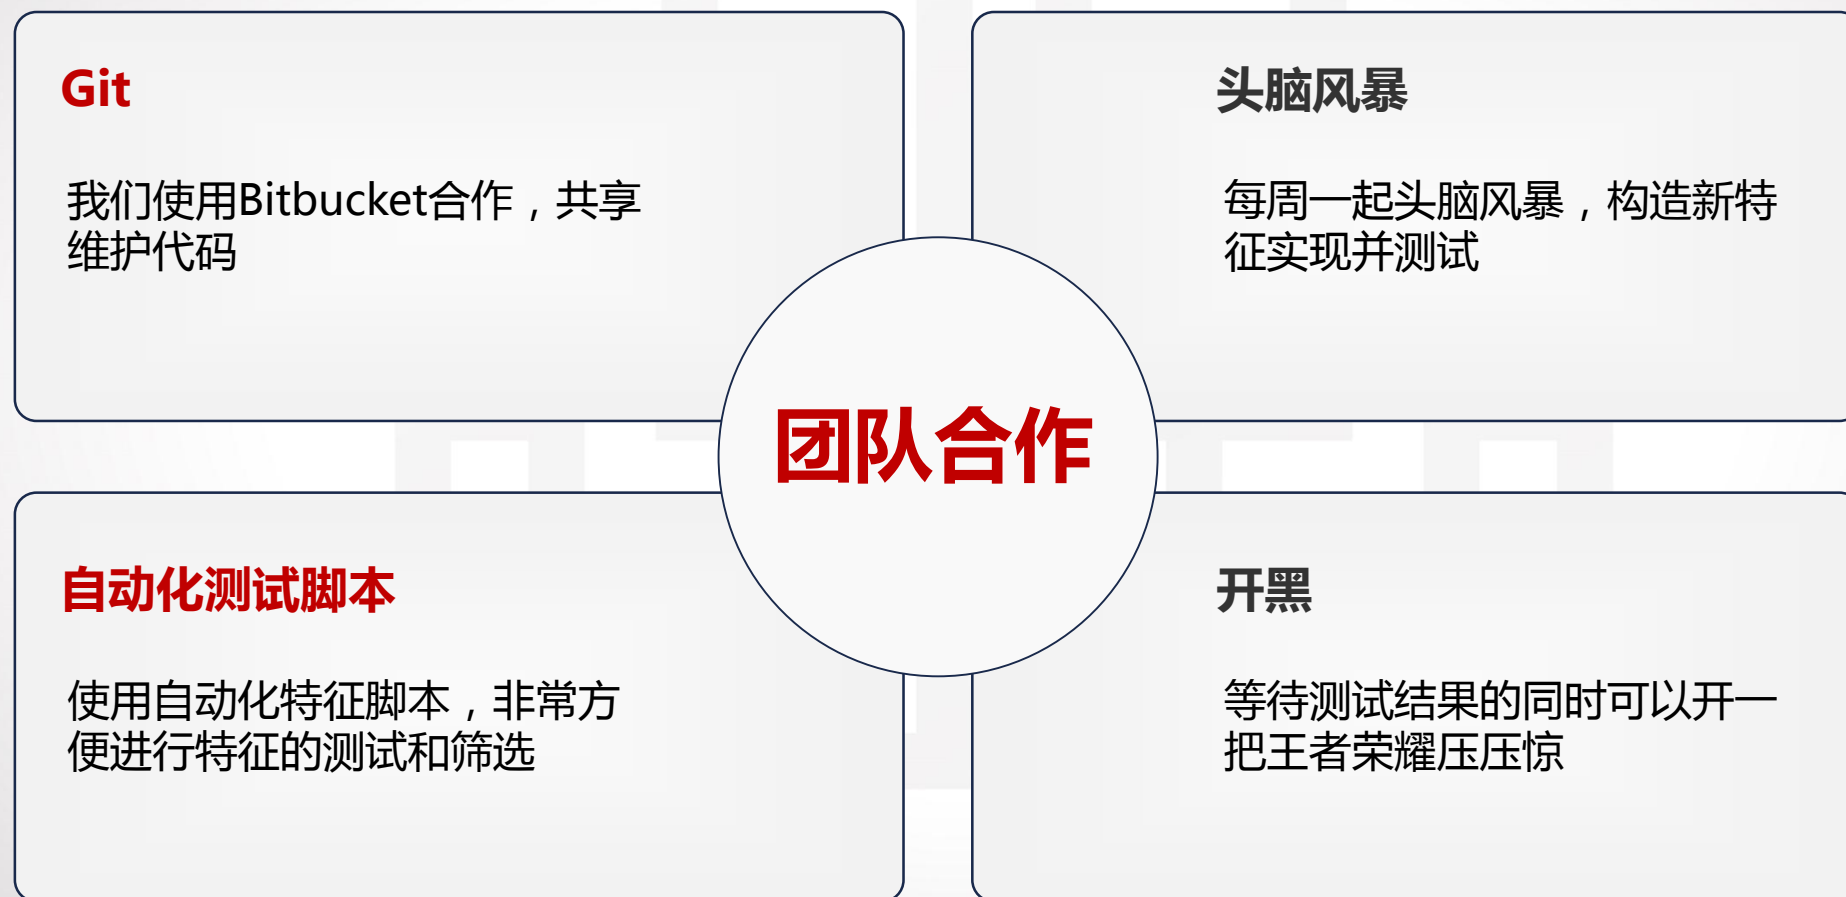 Git
我们使用Bitbucket合作，共享
维护代码
头脑风暴
每周一起头脑风暴，构造新特
征实现并测试
团队合作
自动化测试脚本
使用自动化特征脚本，非常方
便进行特征的测试和筛选
开黑
等待测试结果的同时可以开一
把王者荣耀压压惊